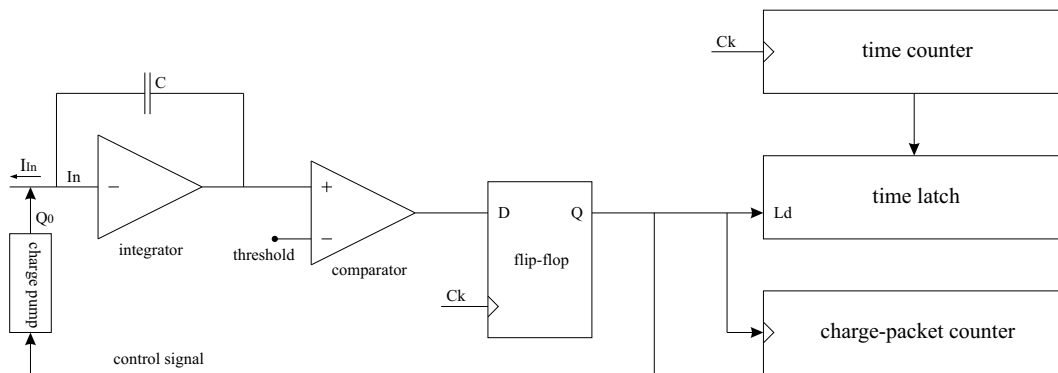 Ck
time counter
C
I_In
In
−
+
−
Q0
integrator
threshold
comparator
charge pump
D
Q
flip-flop
Ck
Ld
time latch
charge-packet counter
control signal